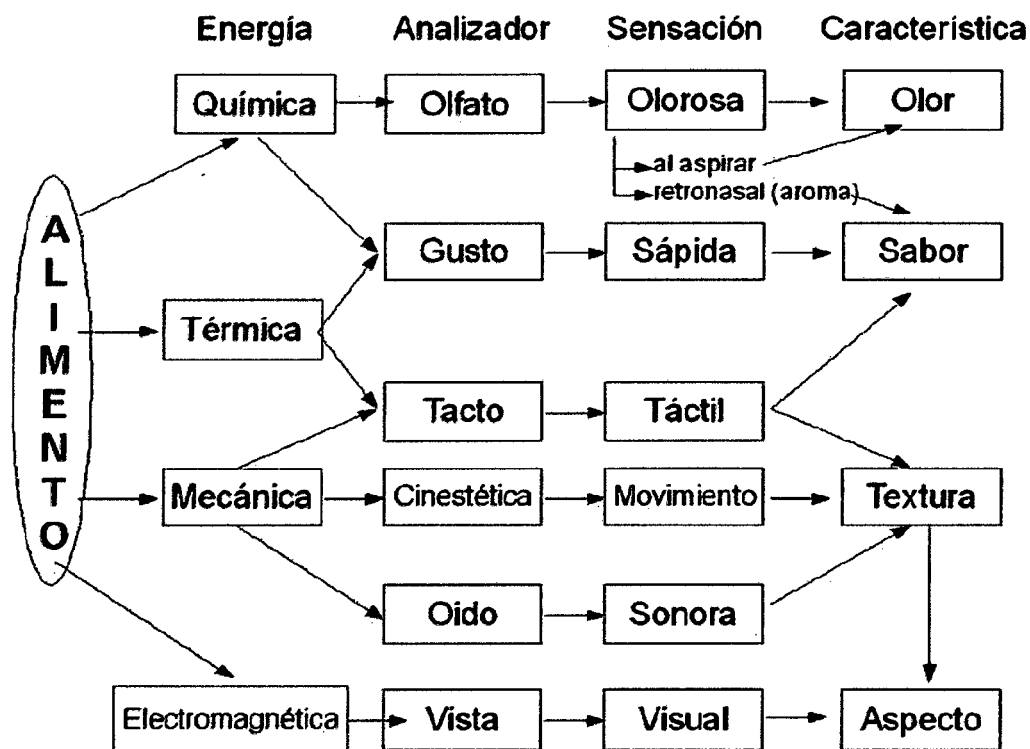 Energía Analizador Sensación Característica
Química Olfato Olorosa Olor
al aspirar
retronasal (aroma)
ALIMENTO
Gusto Sápida Sabor
Térmica
Tacto Táctil
Mecánica Cinestética Movimiento Textura
Oido Sonora
Electromagnética Vista Visual Aspecto